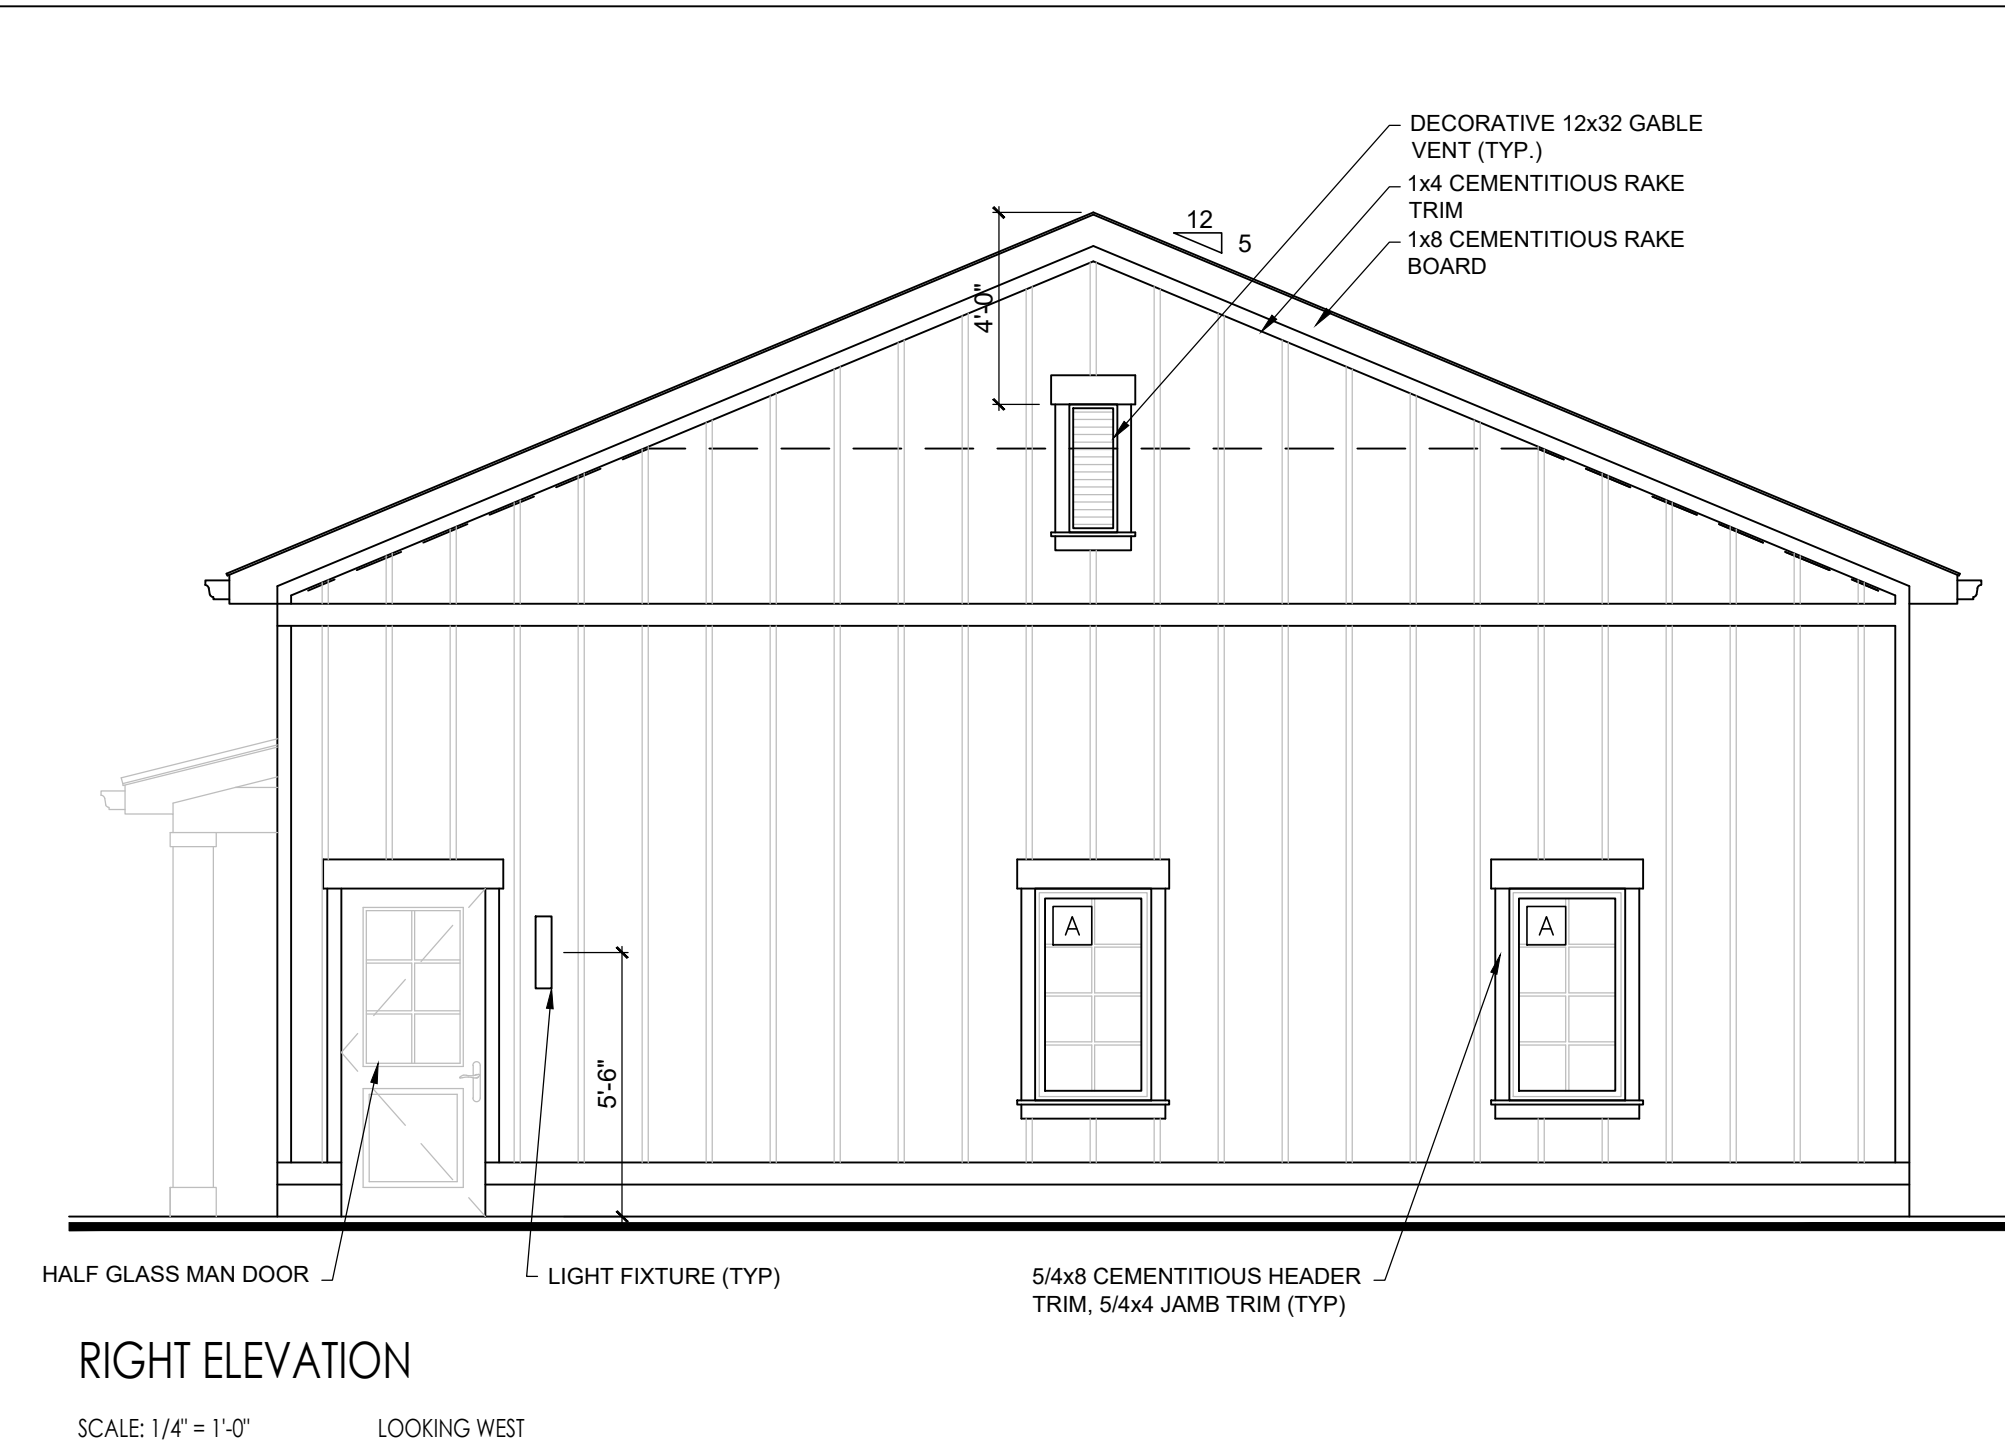 DECORATIVE 12x32 GABLE
VENT (TYP.)
1x4 CEMENTITIOUS RAKE
TRIM
1x8 CEMENTITIOUS RAKE
BOARD
12
5
4'-0"
A
A
5'-6"
HALF GLASS MAN DOOR
LIGHT FIXTURE (TYP)
5/4x8 CEMENTITIOUS HEADER
TRIM, 5/4x4 JAMB TRIM (TYP)
RIGHT ELEVATION
SCALE: 1/4" = 1'-0"
LOOKING WEST